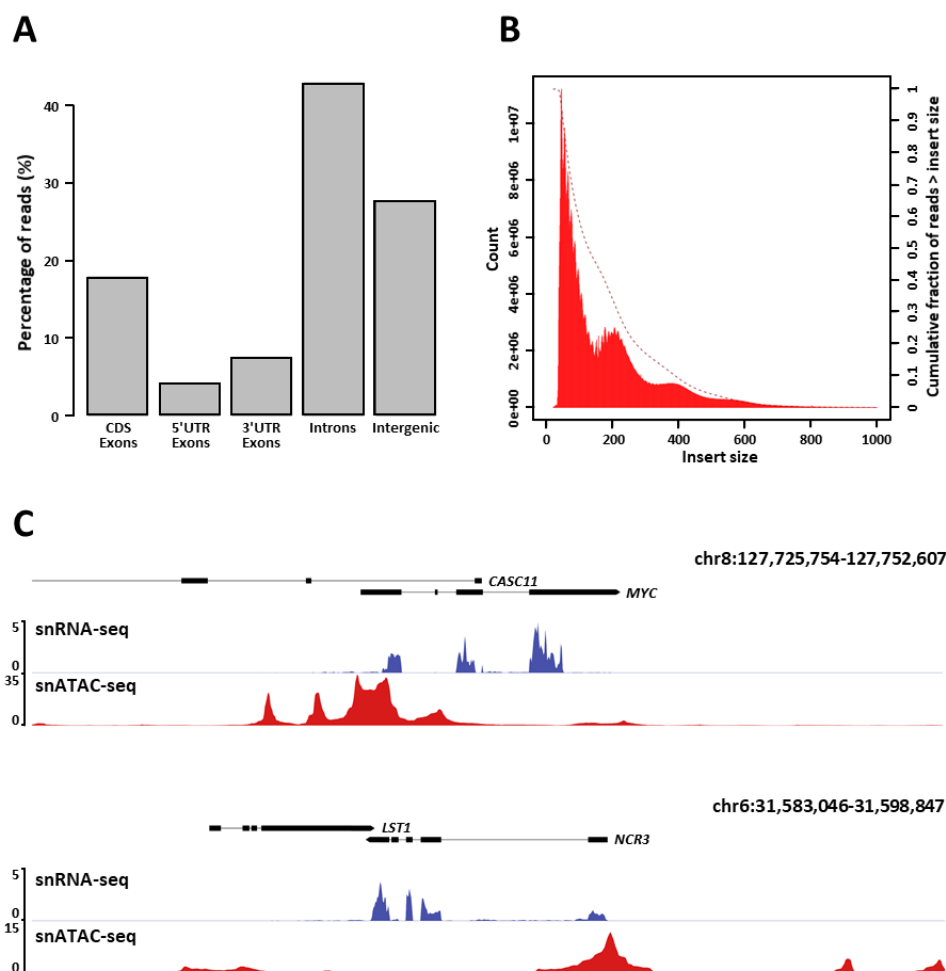 A
Percentage of reads (%)
40
30
20
10
0
CDS
Exons
5'UTR
Exons
3'UTR
Exons
Introns
Intergenic
B
Count
1e+07
8e+06
6e+06
4e+06
2e+06
0e+00
0 200 400 600 800 1000
Insert size
1
0.9
0.8
0.7
0.6
0.5
0.4
0.3
0.2
0.1
0
Cumulative fraction of reads > insert size
C
chr8:127,725,754-127,752,607
CASC11
MYC
5
snRNA-seq
0
35
snATAC-seq
0
chr6:31,583,046-31,598,847
LST1
NCR3
5
snRNA-seq
0
15
snATAC-seq
0